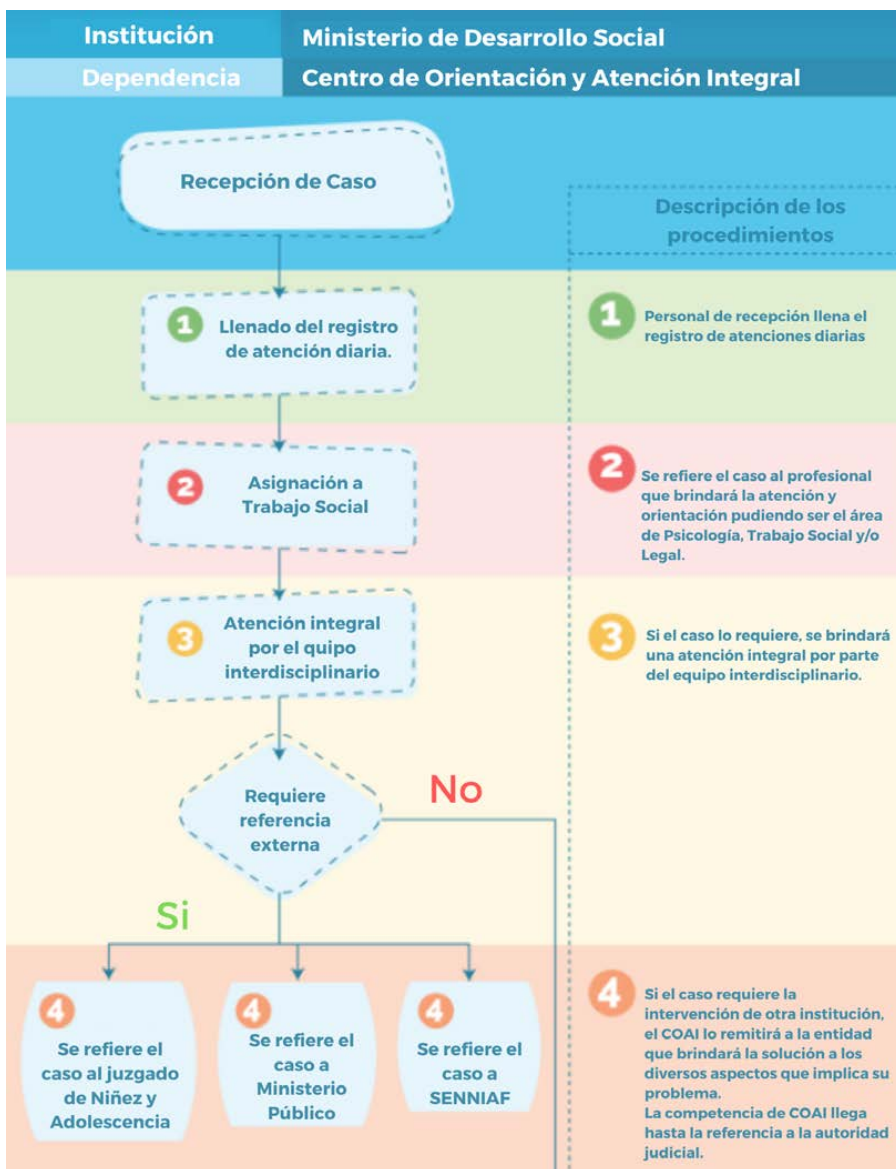 Institución
Ministerio de Desarrollo Social
Dependencia
Centro de Orientación y Atención Integral
Recepción de Caso
Descripción de los
procedimientos
1
Llenado del registro
de atención diaria.
1
Personal de recepción llena el
registro de atenciones diarias
2
Asignación a
Trabajo Social
2
Se refiere el caso al profesional
que brindará la atención y
orientación pudiendo ser el área
de Psicología, Trabajo Social y/o
Legal.
3
Atención integral
por el quipo
interdisciplinario
3
Si el caso lo requiere, se brindará
una atención integral por parte
del equipo interdisciplinario.
Requiere
referencia
externa
No
Si
4
Se refiere el
caso al juzgado
de Niñez y
Adolescencia
4
Se refiere el
caso a
Ministerio
Público
4
Se refiere el
caso a
SENNIAF
4
Si el caso requiere la
intervención de otra institución,
el COAI lo remitirá a la entidad
que brindará la solución a los
diversos aspectos que implica su
problema.
La competencia de COAI llega
hasta la referencia a la autoridad
judicial.